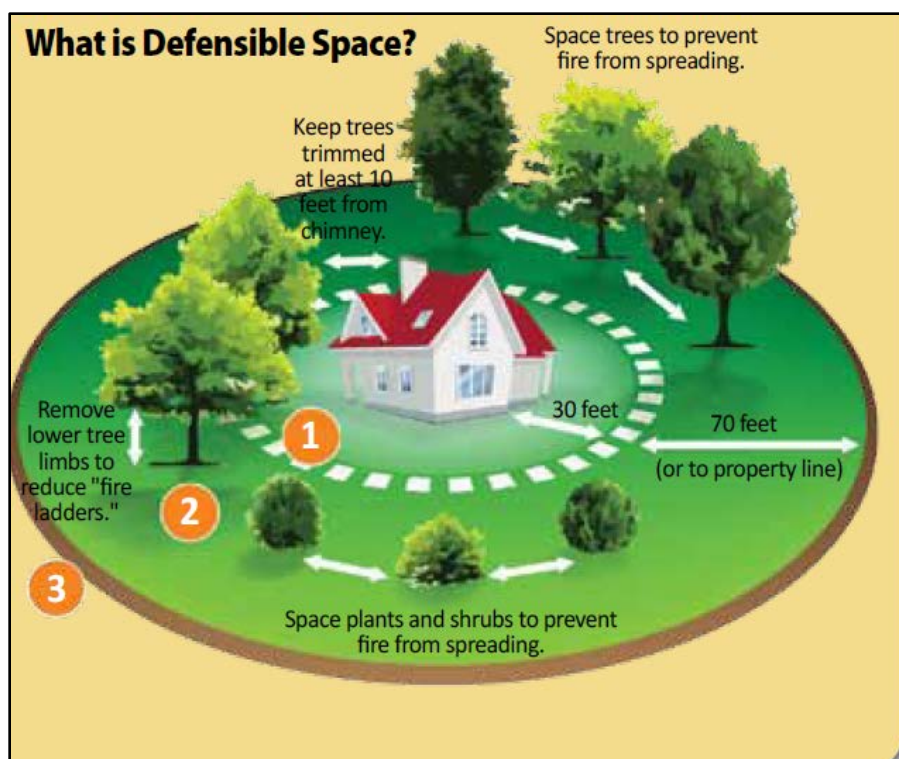 What is Defensible Space?
Space trees to prevent
fire from spreading.
Keep trees
trimmed
at least 10
feet from
chimney.
Remove
lower tree
limbs to
reduce "fire
ladders."
1
2
3
30 feet
70 feet
(or to property line)
Space plants and shrubs to prevent
fire from spreading.